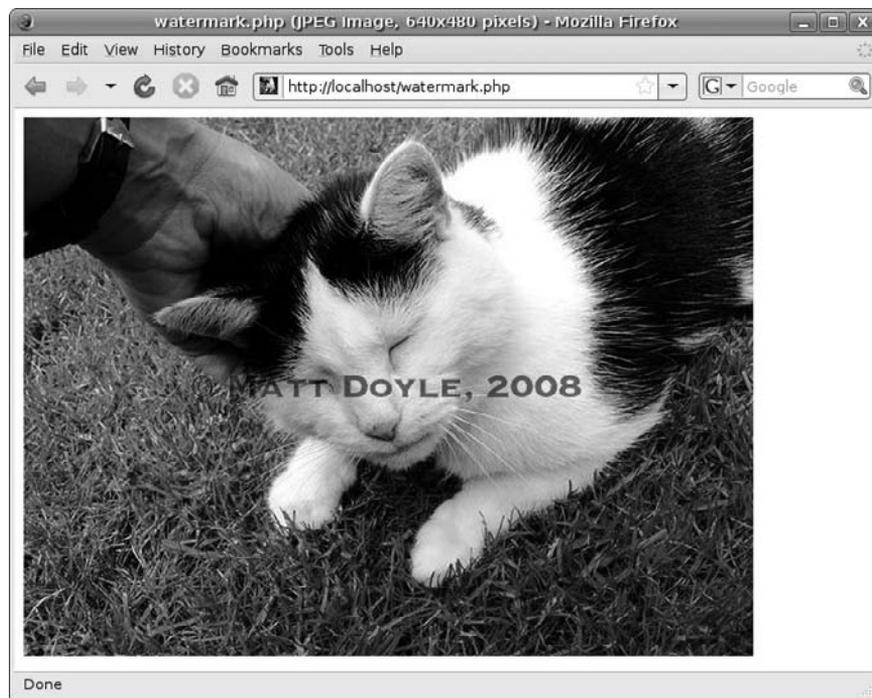 watermark.php (JPEG Image, 640x480 pixels) - Mozilla Firefox
File Edit View History Bookmarks Tools Help
http://localhost/watermark.php
G Google
© MATT DOYLE, 2008
Done